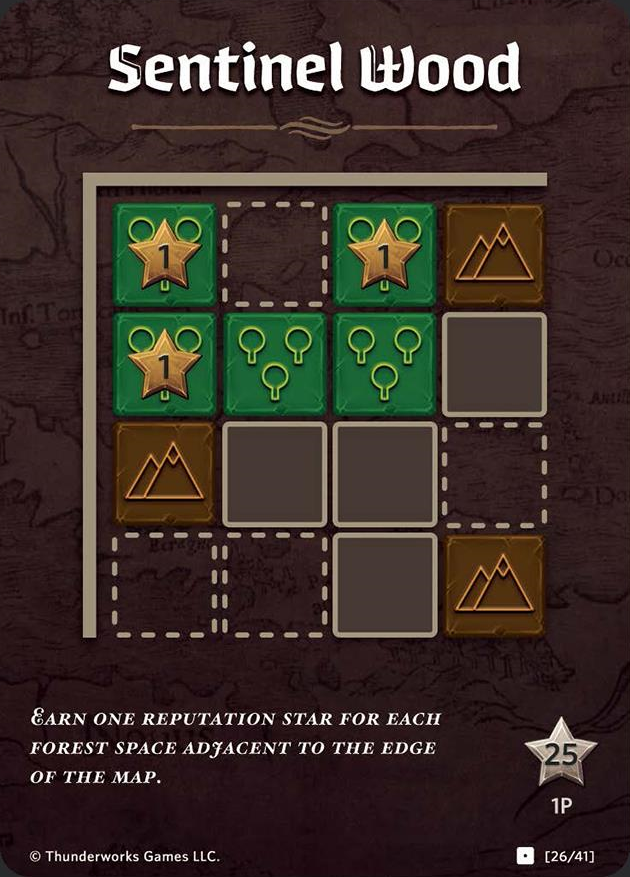 Sentinel Wood
1
1
1
Earn one reputation star for each
forest space adjacent to the edge
of the map.
25
1P
© Thunderworks Games LLC.
[26/41]